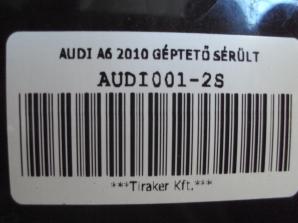 AUDI A6 2010 GÉPTETŐ SÉRÜLT
AUDI001-2S
***Tiraker Kft.***